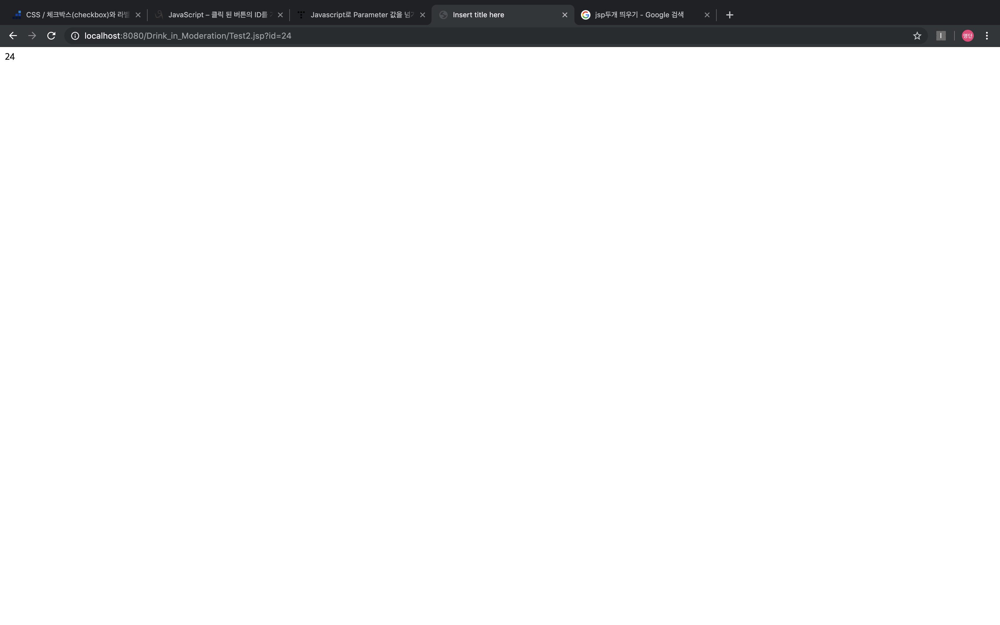 CSS / 체크박스(checkbox)와 라벨
JavaScript – 클릭 된 버튼의 ID를
Javascript로 Parameter 값을 넘기
Insert title here
jsp두개 띄우기 - Google 검색
localhost:8080/Drink_in_Moderation/Test2.jsp?id=24
영단
24